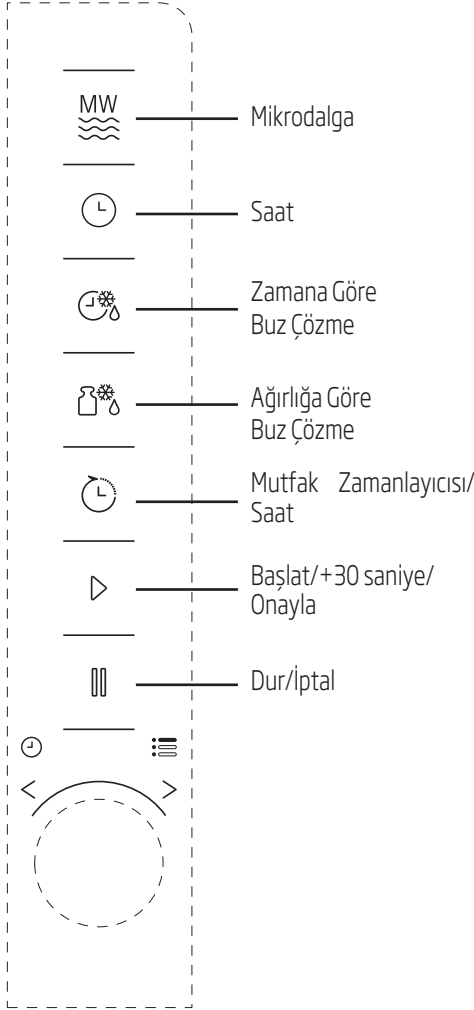 MW
Mikrodalga
Saat
Zamana Göre
Buz Çözme
Ağırlığa Göre
Buz Çözme
Mutfak Zamanlayıcısı/
Saat
Başlat/+30 saniye/
Onayla
Dur/İptal